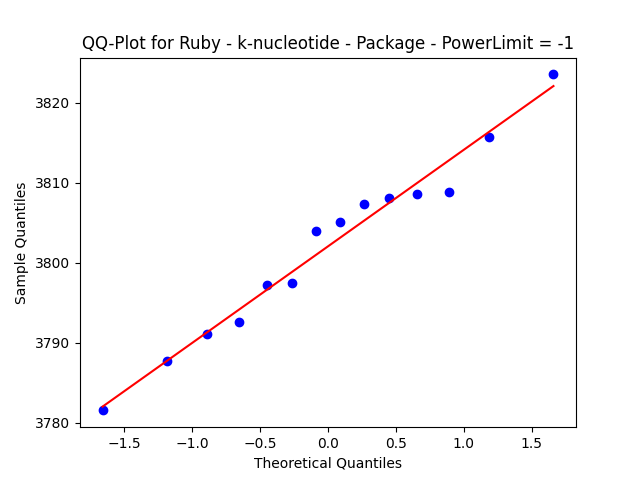 QQ-Plot for Ruby - k-nucleotide - Package - PowerLimit = -1
Sample Quantiles
3820
3810
3800
3790
3780
−1.5 −1.0 −0.5 0.0 0.5 1.0 1.5
Theoretical Quantiles